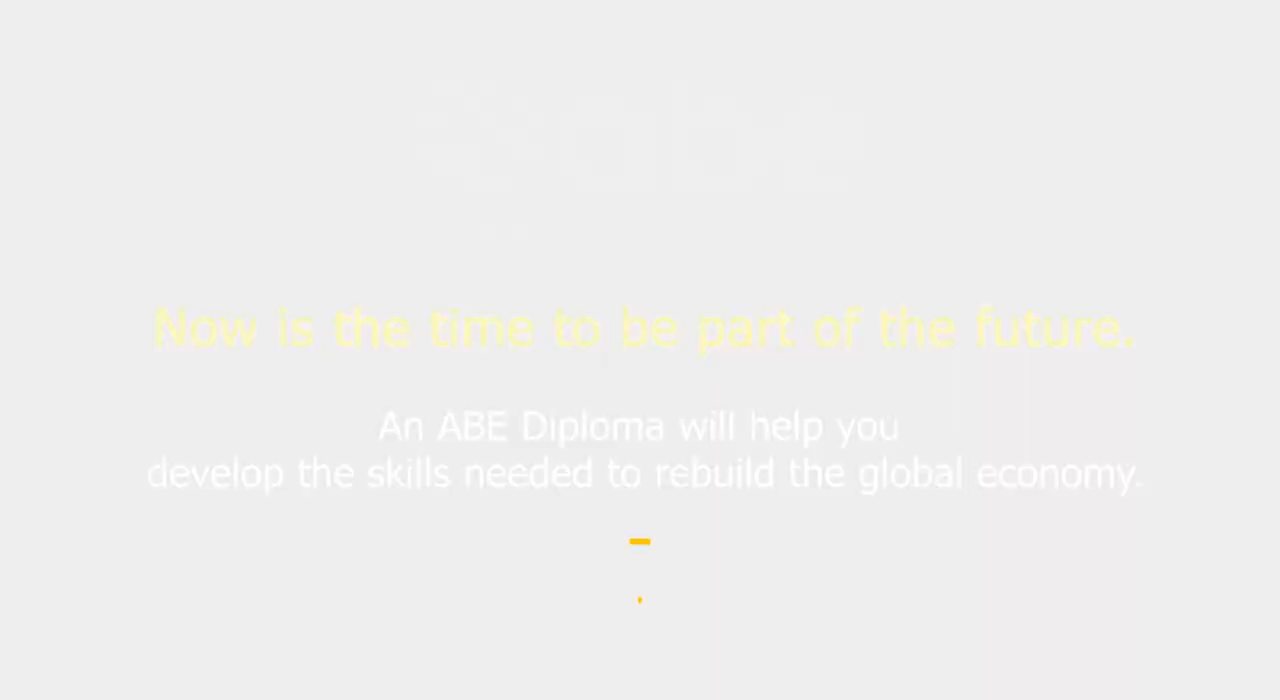 Now is the time to be part of the future.
An ABE Diploma will help you
develop the skills needed to rebuild the global economy.